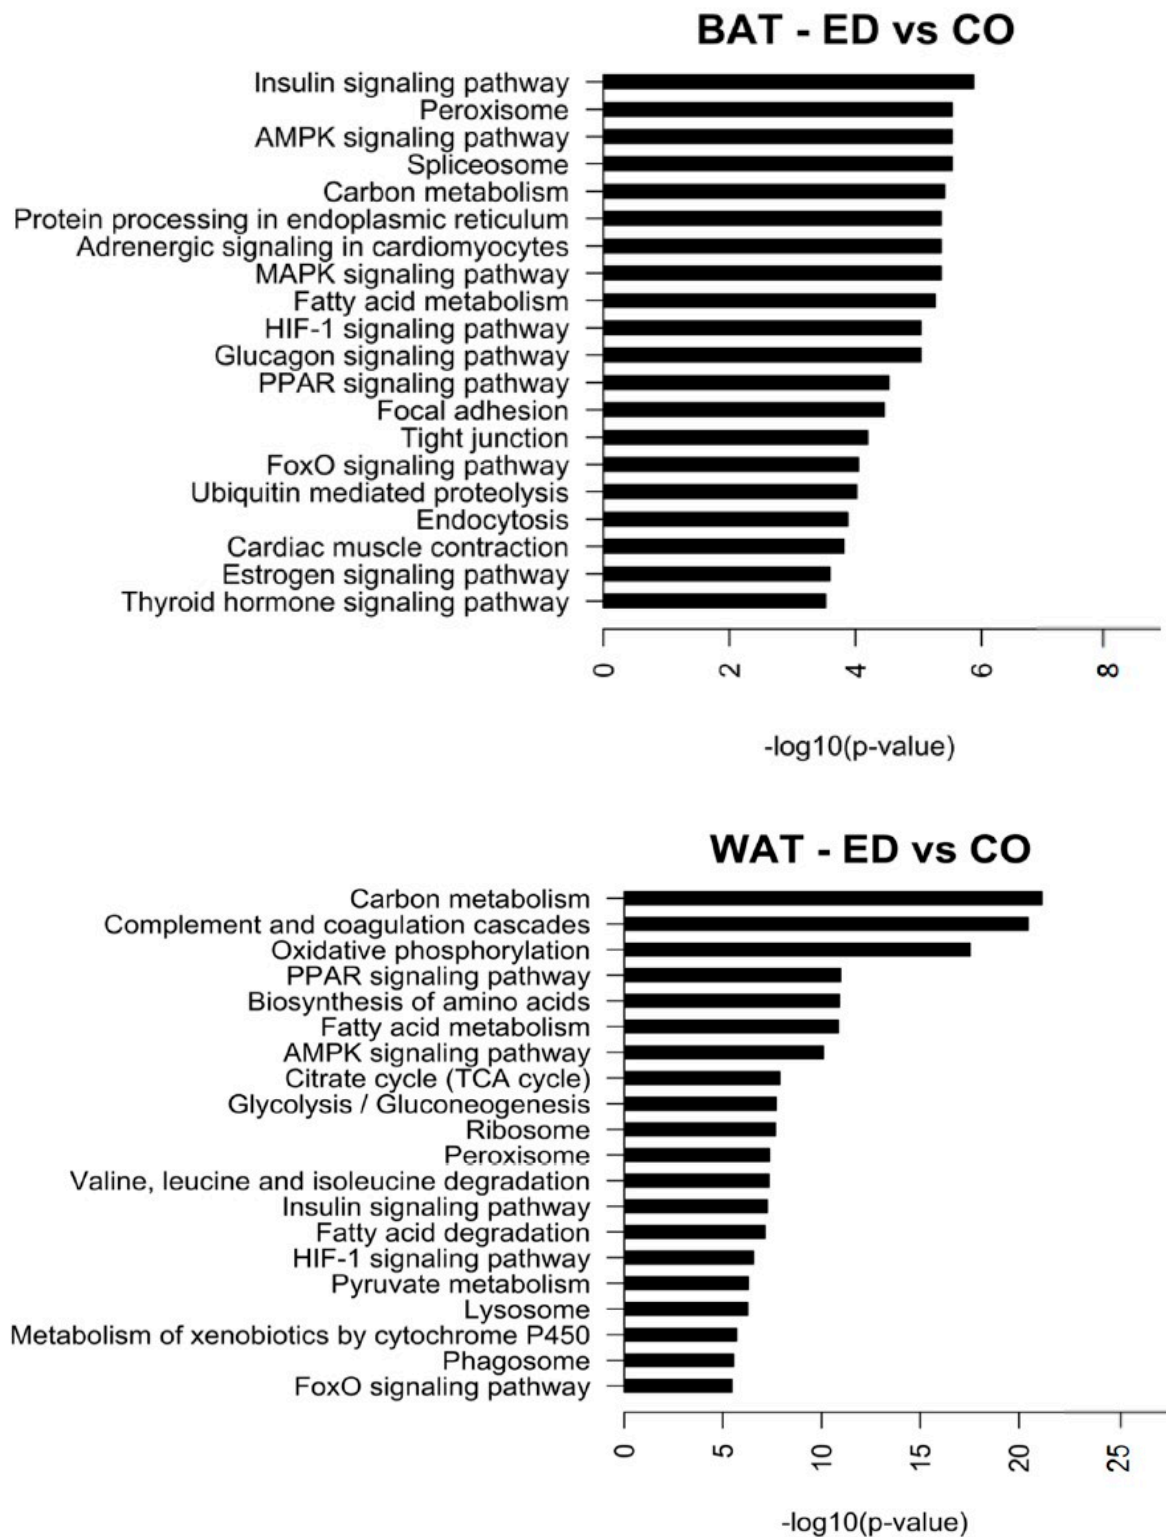 BAT - ED vs CO
Insulin signaling pathway
Peroxisome
AMPK signaling pathway
Spliceosome
Carbon metabolism
Protein processing in endoplasmic reticulum
Adrenergic signaling in cardiomyocytes
MAPK signaling pathway
Fatty acid metabolism
HIF-1 signaling pathway
Glucagon signaling pathway
PPAR signaling pathway
Focal adhesion
Tight junction
FoxO signaling pathway
Ubiquitin mediated proteolysis
Endocytosis
Cardiac muscle contraction
Estrogen signaling pathway
Thyroid hormone signaling pathway
0 2 4 6 8
-log10(p-value)
WAT - ED vs CO
Carbon metabolism
Complement and coagulation cascades
Oxidative phosphorylation
PPAR signaling pathway
Biosynthesis of amino acids
Fatty acid metabolism
AMPK signaling pathway
Citrate cycle (TCA cycle)
Glycolysis / Gluconeogenesis
Ribosome
Peroxisome
Valine, leucine and isoleucine degradation
Insulin signaling pathway
Fatty acid degradation
HIF-1 signaling pathway
Pyruvate metabolism
Lysosome
Metabolism of xenobiotics by cytochrome P450
Phagosome
FoxO signaling pathway
0 5 10 15 20 25
-log10(p-value)